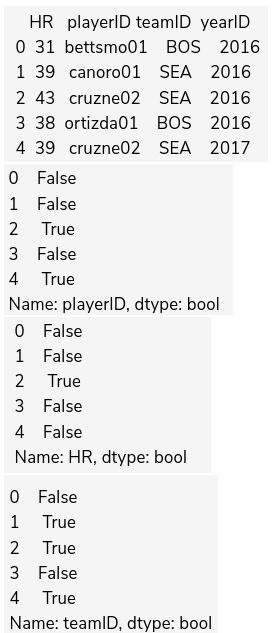 HR playerID teamID yearID
0 31 bettsmo01 BOS 2016
1 39 canoro01 SEA 2016
2 43 cruzne02 SEA 2016
3 38 ortizda01 BOS 2016
4 39 cruzne02 SEA 2017
0 False
1 False
2 True
3 False
4 True
Name: playerID, dtype: bool
0 False
1 False
2 True
3 False
4 False
Name: HR, dtype: bool
0 False
1 True
2 True
3 False
4 True
Name: teamID, dtype: bool